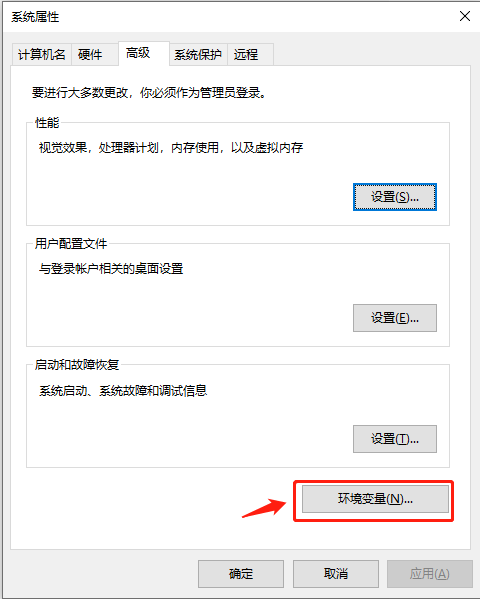 系统属性
计算机名 硬件 高级 系统保护 远程
要进行大多数更改，你必须作为管理员登录。
性能
视觉效果，处理器计划，内存使用，以及虚拟内存
设置(S)...
用户配置文件
与登录帐户相关的桌面设置
设置(E)...
启动和故障恢复
系统启动、系统故障和调试信息
设置(T)...
环境变量(N)...
确定 取消 应用(A)